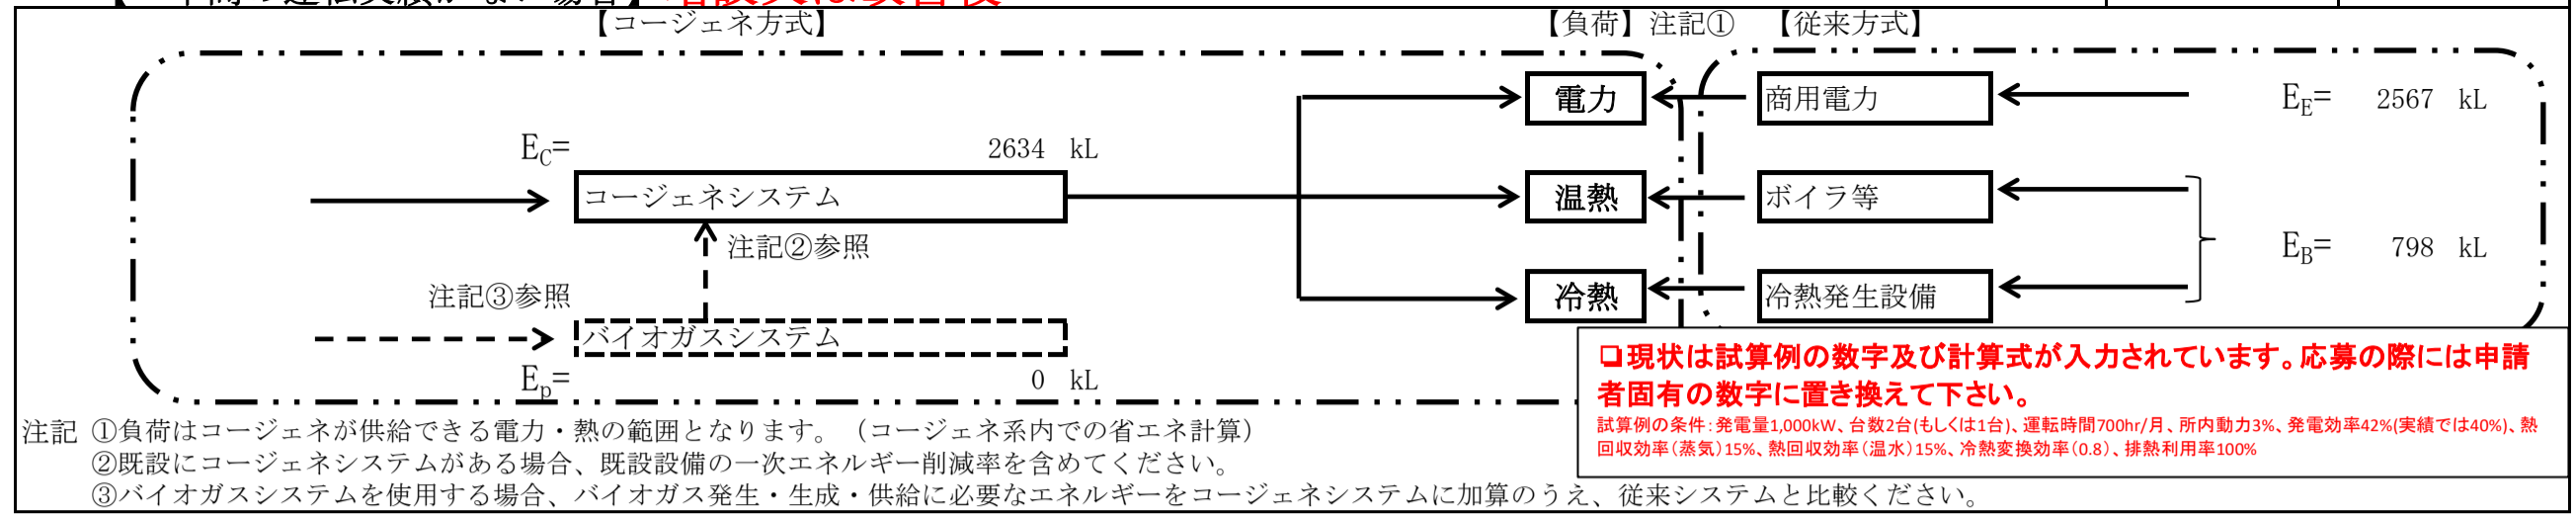 【コージェネ方式】
【負荷】注記①
【従来方式】
電力
商用電力
E_E= 2567 kL
E_C= 2634 kL
コージェネシステム
温熱
ボイラ等
注記②参照
E_B= 798 kL
注記③参照
冷熱
冷熱発生設備
バイオガスシステム
E_p= 0 kL
❑現状は試算例の数字及び計算式が入力されています。応募の際には申請
者固有の数字に置き換えて下さい。
試算例の条件：発電量1,000kW、台数2台(もしくは1台)、運転時間700hr/月、所内動力3%、発電効率42%(実績では40%)、熱
回収効率（蒸気）15%、熱回収効率（温水）15%、冷熱変換効率（0.8）、排熱利用率100%
注記 ①負荷はコージェネが供給できる電力・熱の範囲となります。（コージェネ系内での省エネ計算）
②既設にコージェネシステムがある場合、既設設備の一次エネルギー削減率を含めてください。
③バイオガスシステムを使用する場合、バイオガス発生・生成・供給に必要なエネルギーをコージェネシステムに加算のうえ、従来システムと比較ください。